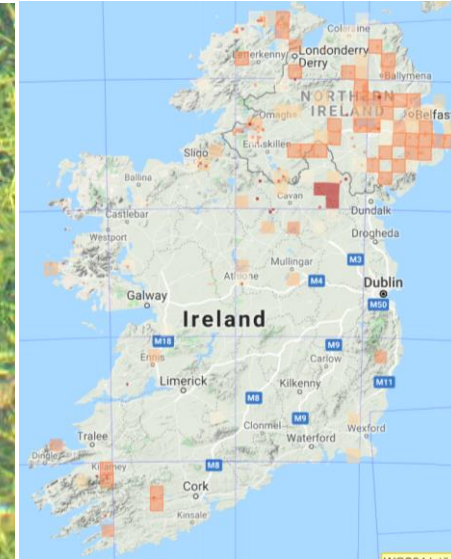 Coleraine
Letterkenny
Londonderry
Derry
Ballymena
NORTHERN
IRELAND
Omagh
Belfas
Enniskillen
Sligo
Ballina
Cavan
Castlebar
Dundalk
Westport
Drogheda
Mullingar
M3
Athlone
M4
Dublin
Galway
M50
Ireland
M18
M9
Ennis
Carlow
Limerick
M11
Kilkenny
M8
M9
Clonmel
Wexford
Tralee
Waterford
Dingle
Killarney
M8
Cork
Kinsale